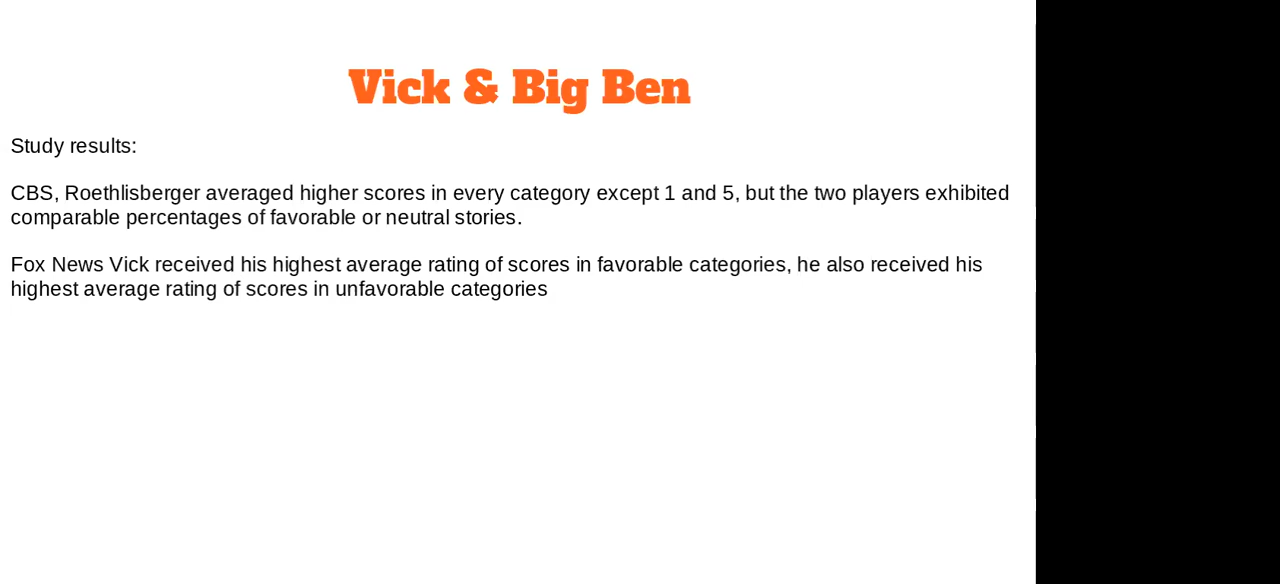 Vick & Big Ben
Study results:
CBS, Roethlisberger averaged higher scores in every category except 1 and 5, but the two players exhibited
comparable percentages of favorable or neutral stories.
Fox News Vick received his highest average rating of scores in favorable categories, he also received his
highest average rating of scores in unfavorable categories